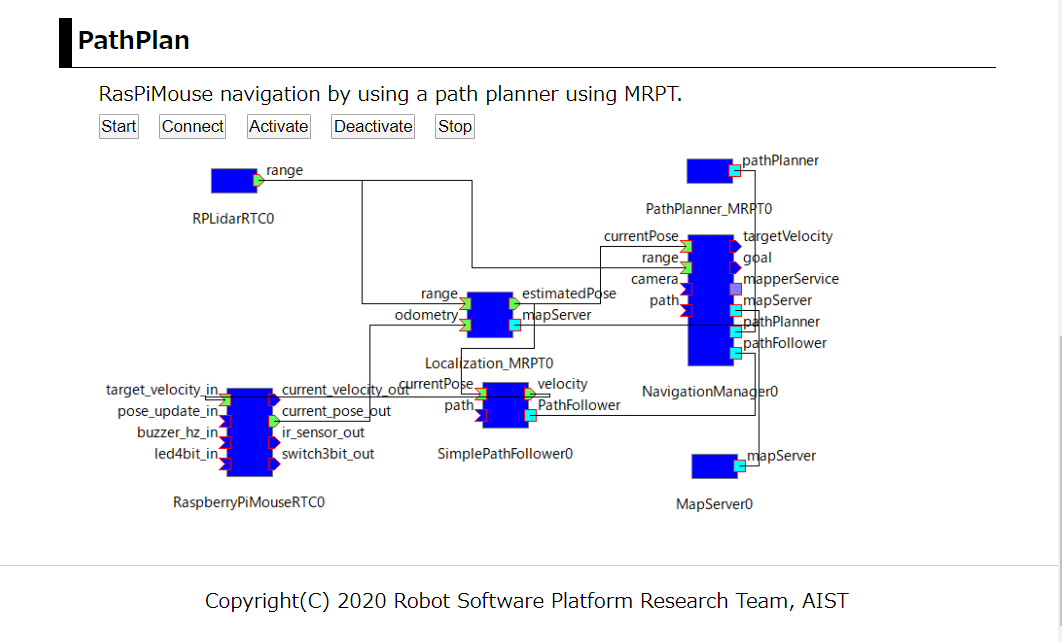 PathPlan
RasPiMouse navigation by using a path planner using MRPT.
Start Connect Activate Deactivate Stop
range
RPLidarRTC0
pathPlanner
PathPlanner_MRPT0
currentPose
range
camera
path
targetVelocity
goal
mapperService
mapServer
pathPlanner
pathFollower
NavigationManager0
range
odometry
estimatedPose
mapServer
Localization_MRPT0
target_velocity_in
pose_update_in
buzzer_hz_in
led4bit_in
current_velocity_out
current_pose_out
ir_sensor_out
switch3bit_out
RaspberryPiMouseRTC0
currentPose
path
velocity
PathFollower
SimplePathFollower0
mapServer
MapServer0
Copyright(C) 2020 Robot Software Platform Research Team, AIST